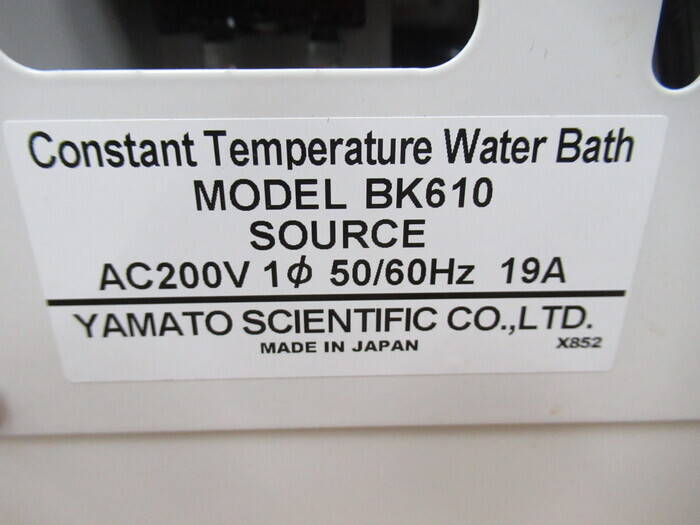 Constant Temperature Water Bath
MODEL BK610
SOURCE
AC200V 1ϕ 50/60Hz 19A
YAMATO SCIENTIFIC CO.,LTD.
MADE IN JAPAN X852